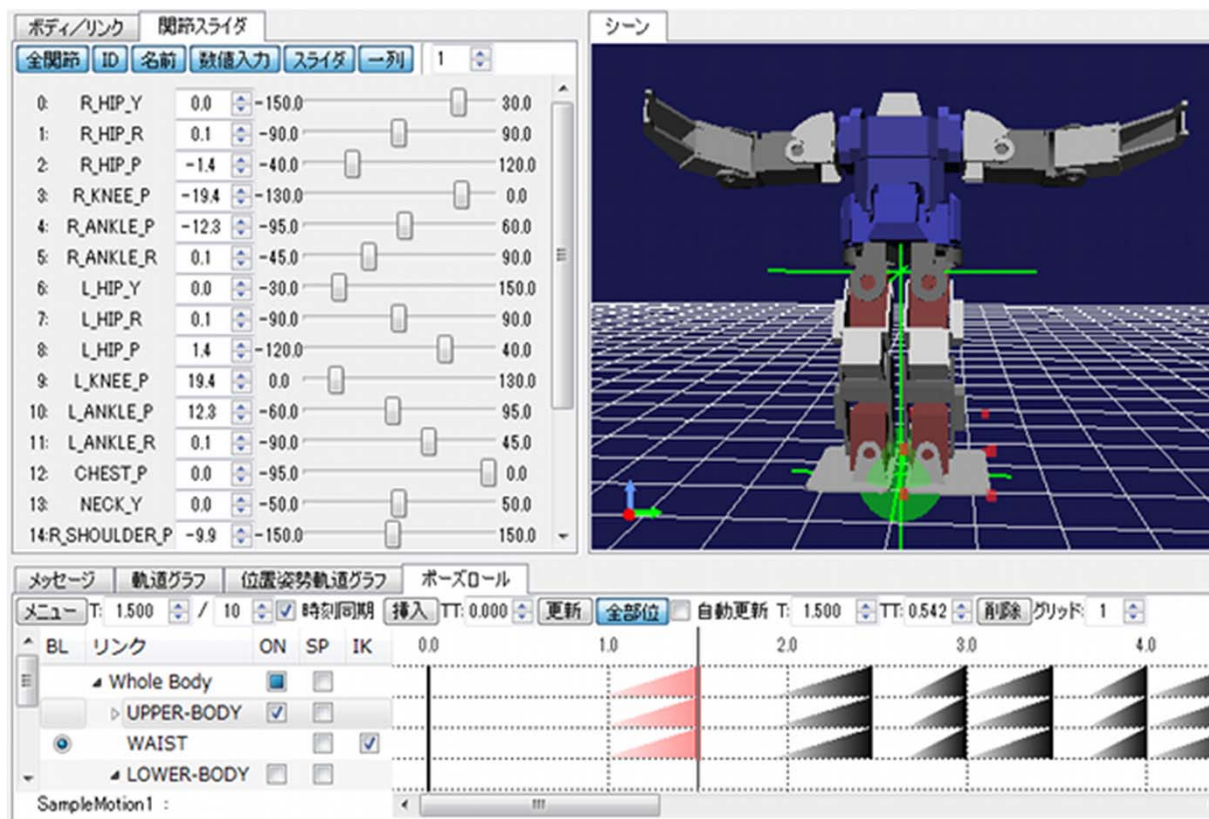 ボディ/リンク 関節スライダ
全関節 ID 名前 数値入力 スライダ 一列 1
0: R_HIP_Y 0.0 -150.0 30.0
1: R_HIP_R 0.1 -90.0 90.0
2: R_HIP_P -1.4 -40.0 120.0
3: R_KNEE_P -19.4 -130.0 0.0
4: R_ANKLE_P -12.3 -95.0 60.0
5: R_ANKLE_R 0.1 -45.0 90.0
6: L_HIP_Y 0.0 -30.0 150.0
7: L_HIP_R 0.1 -90.0 90.0
8: L_HIP_P 1.4 -120.0 40.0
9: L_KNEE_P 19.4 0.0 130.0
10: L_ANKLE_P 12.3 -60.0 95.0
11: L_ANKLE_R 0.1 -90.0 45.0
12: CHEST_P 0.0 -95.0 0.0
13: NECK_Y 0.0 -50.0 50.0
14:R_SHOULDER_P -9.9 -150.0 150.0
シーン
メッセージ 軌道グラフ 位置姿勢軌道グラフ ポーズロール
メニュー T: 1.500 / 10 時刻同期 挿入 TT: 0.000 更新 全部位 自動更新 T: 1.500 TT: 0.542 削除 グリッド: 1
BL リンク ON SP IK 0.0 1.0 2.0 3.0 4.0
Whole Body
UPPER-BODY
WAIST
LOWER-BODY
SampleMotion1 :